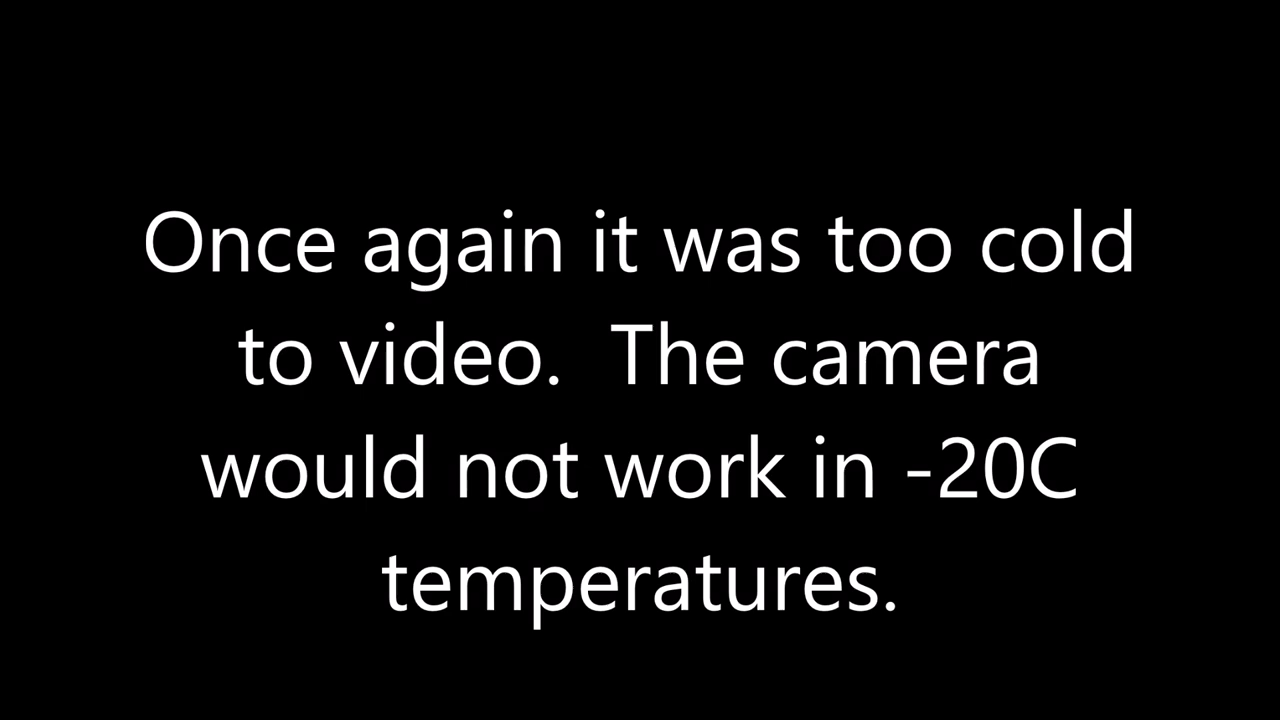 Once again it was too cold
to video.  The camera
would not work in -20C
temperatures.